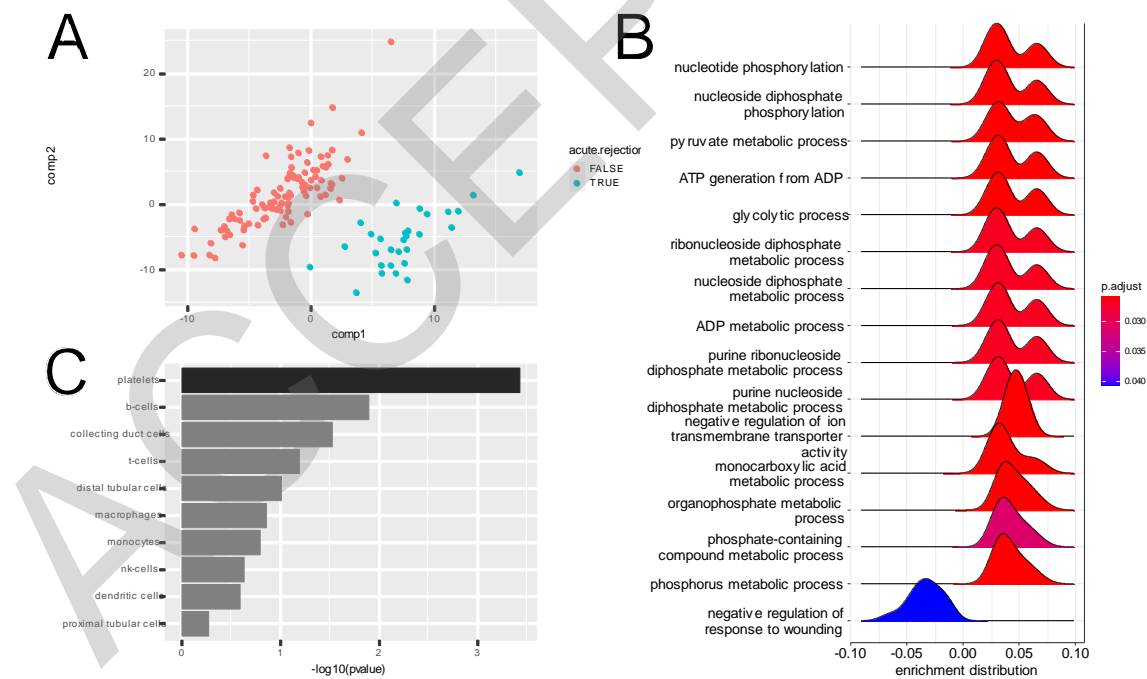 A
20
10
0
-10
comp2
-10
0
10
comp1
acute.rejection
FALSE
TRUE
B
nucleotide phosphorylation
nucleoside diphosphate
phosphorylation
pyruvate metabolic process
ATP generation from ADP
glycolytic process
ribonucleoside diphosphate
metabolic process
nucleoside diphosphate
metabolic process
ADP metabolic process
purine ribonucleoside
diphosphate metabolic process
purine nucleoside
diphosphate metabolic process
negative regulation of ion
transmembrane transporter
activity
monocarboxylic acid
metabolic process
organophosphate metabolic
process
phosphate-containing
compound metabolic process
phosphorus metabolic process
negative regulation of
response to wounding
-0.10
-0.05
0.00
0.05
0.10
enrichment distribution
p.adjust
0.030
0.035
0.040
C
platelets
b-cells
collecting duct cells
t-cells
distal tubular cells
macrophages
monocytes
nk-cells
dendritic cells
proximal tubular cells
0
1
2
3
-log10(pvalue)